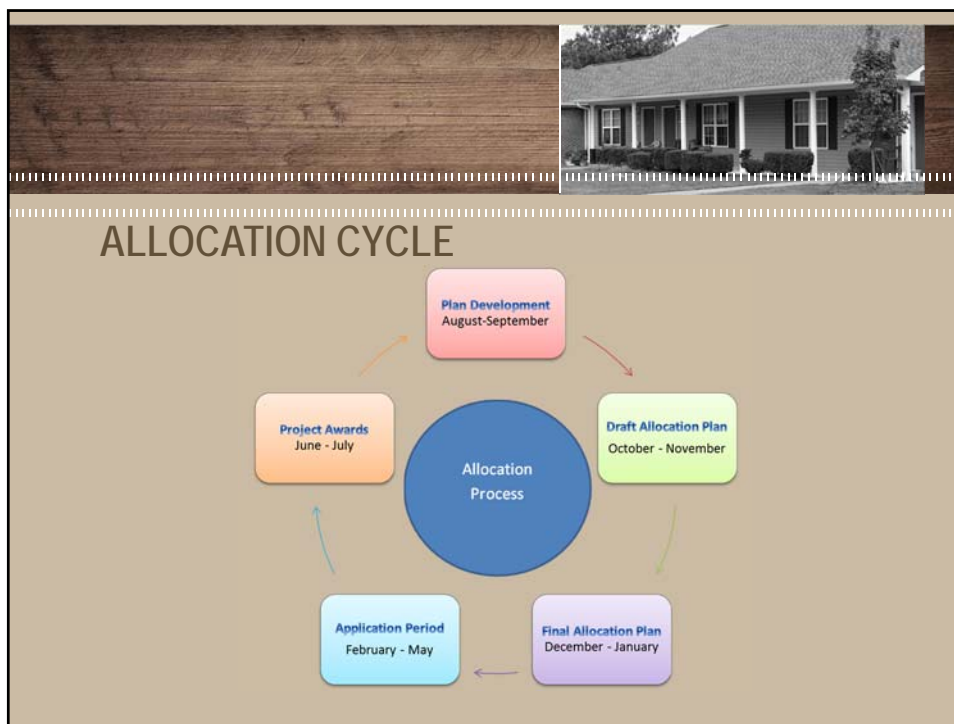 ALLOCATION CYCLE
Plan Development
August-September
Draft Allocation Plan
October - November
Final Allocation Plan
December - January
Application Period
February - May
Project Awards
June - July
Allocation
Process